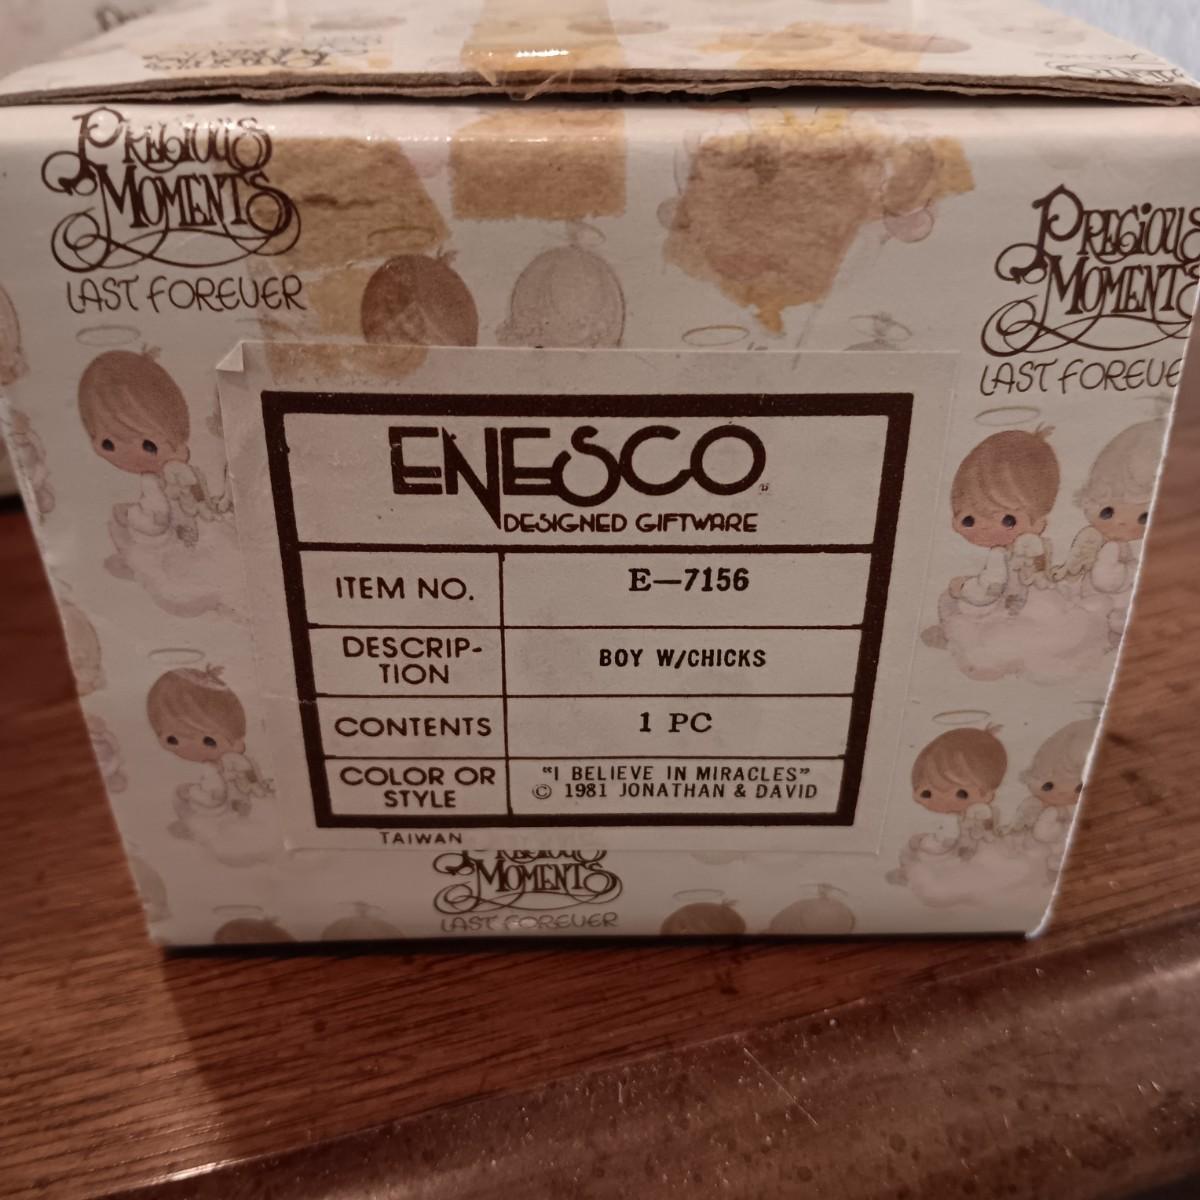 PRECIOUS
MOMENTS
LAST FOREVER
PRECIOUS
MOMENTS
LAST FOREVE
ENESCO
DESIGNED GIFTWARE
ITEM NO. E—7156
DESCRIP-
TION BOY W/CHICKS
CONTENTS 1 PC
COLOR OR
STYLE "I BELIEVE IN MIRACLES"
© 1981 JONATHAN & DAVID
TAIWAN
PRECIOUS
MOMENTS
LAST FOREVER